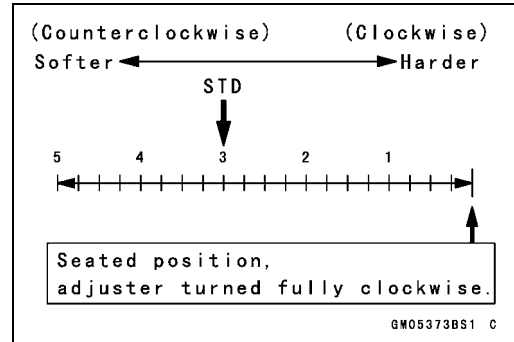 (Counterclockwise) (Clockwise)
Softer Harder
STD
5 4 3 2 1
Seated position,
adjuster turned fully clockwise.
GM05373BS1 C